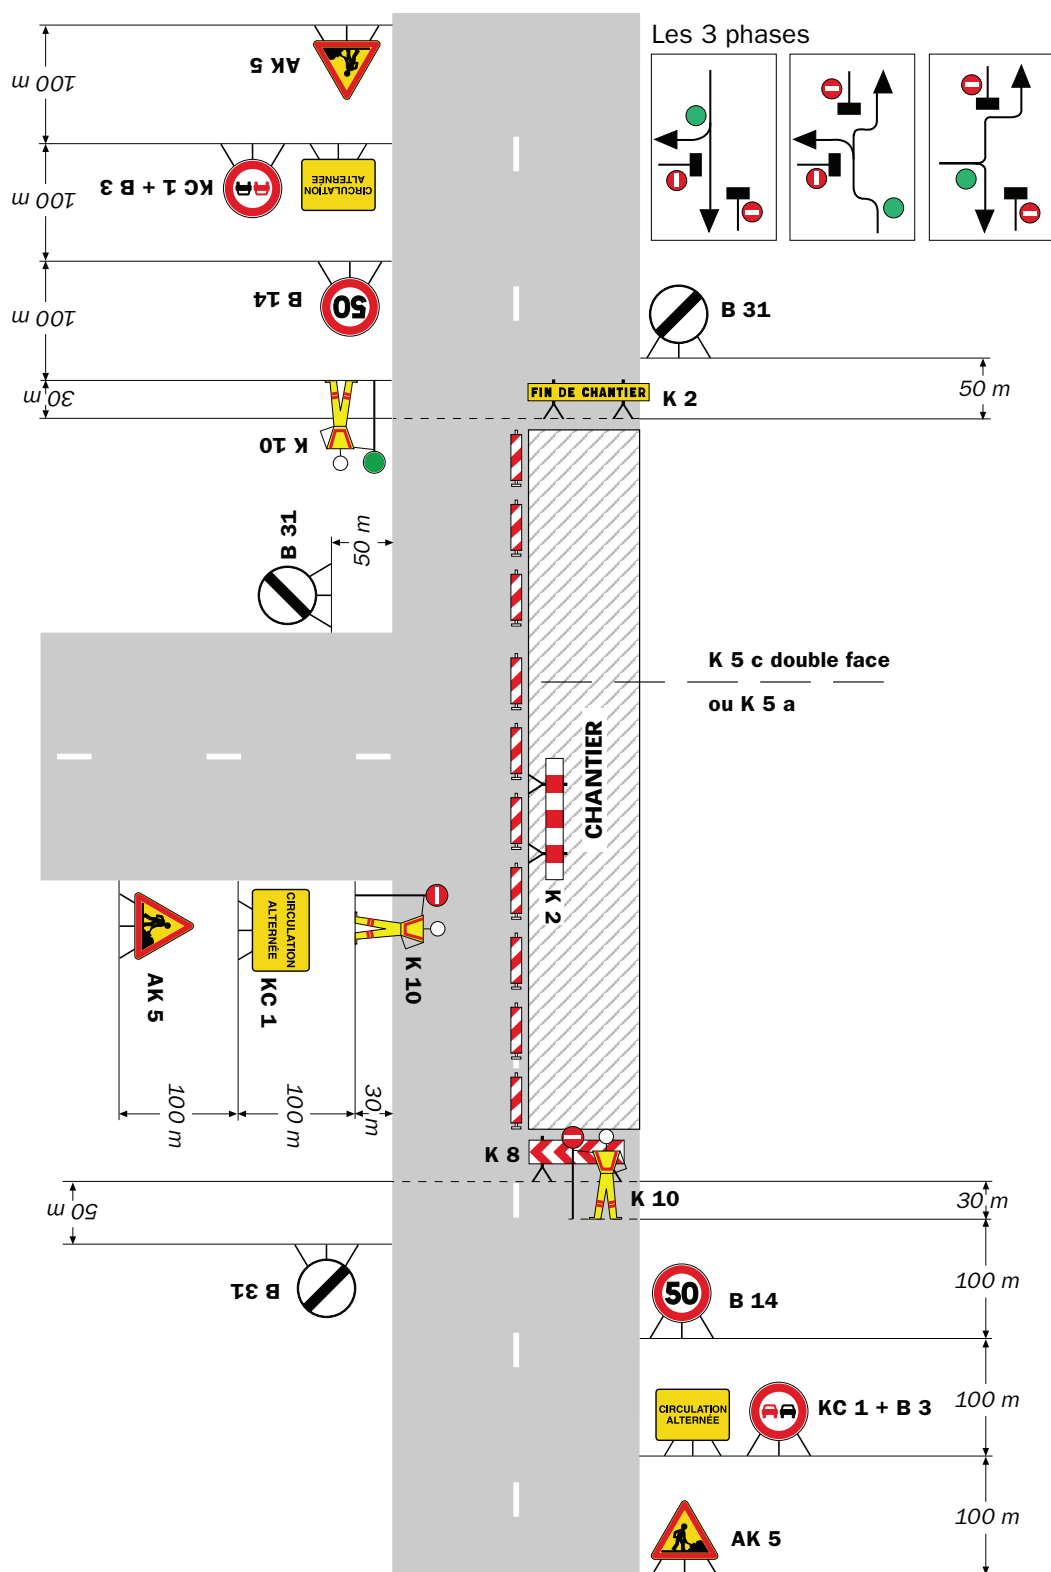 Les 3 phases
100 m
AK 5
100 m
KC 1 + B 3
CIRCULATION
ALTERNÉE
100 m
B 14
50
30 m
K 10
B 31
50 m
FIN DE CHANTIER
K 2
B 31
50 m
K 5 c double face
ou K 5 a
CHANTIER
K 2
AK 5
CIRCULATION
ALTERNÉE
KC 1
K 10
100 m
100 m
30 m
K 8
K 10
30 m
50 m
B 31
100 m
50
B 14
100 m
CIRCULATION
ALTERNÉE
KC 1 + B 3
100 m
AK 5